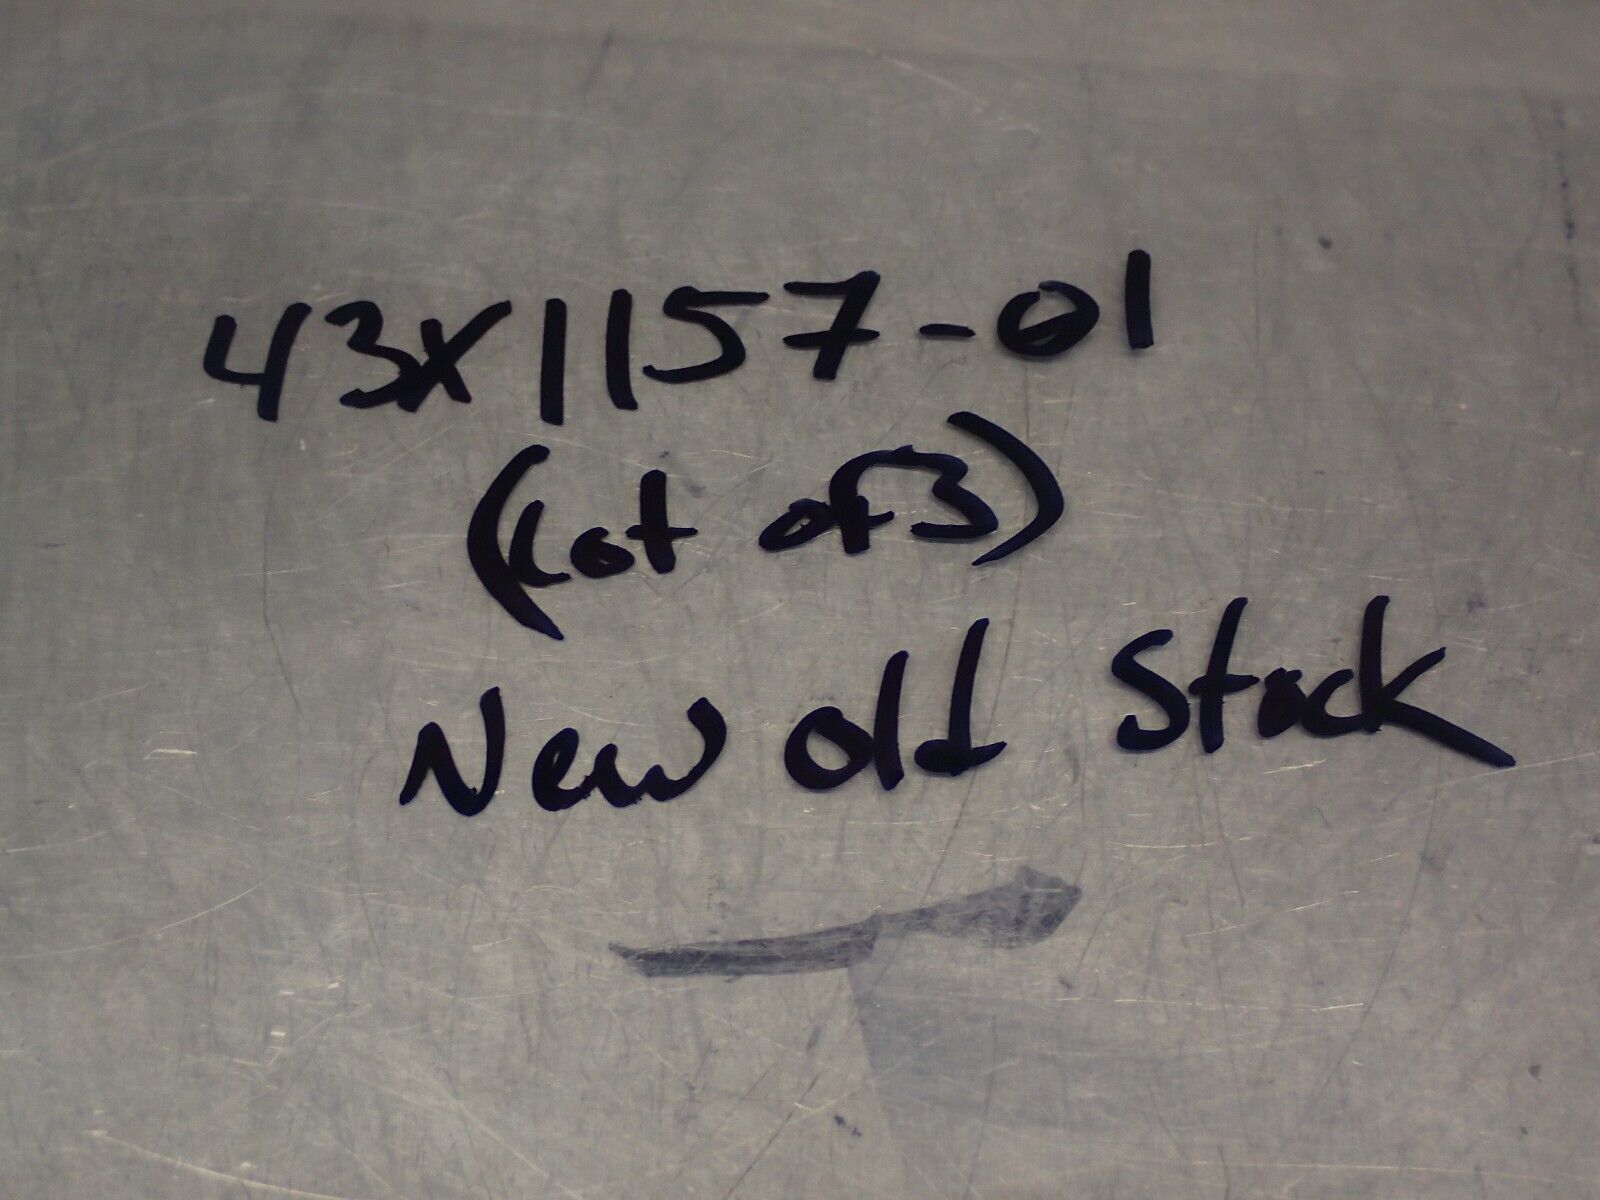 43X1157-01
(Lot of 3)
New Old Stock